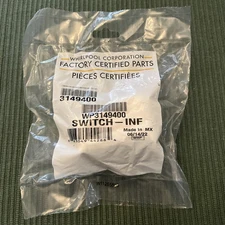 WHIRLPOOL CORPORATION
FACTORY CERTIFIED PARTS
PIÈCES CERTIFIÉES
3149400
WP3149400
SWITCH-INF
Made in MX
06/14/22